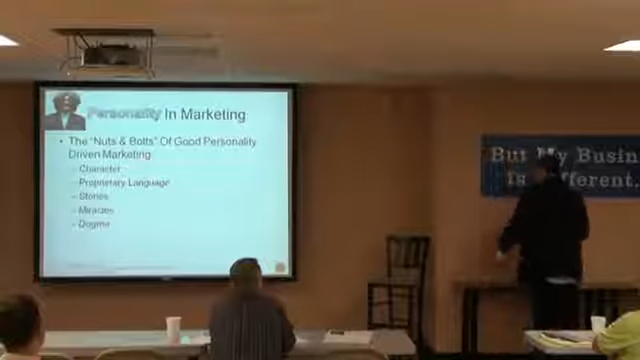 Personality In Marketing
• The "Nuts & Bolts" Of Good Personality
Driven Marketing
– Character
– Proprietary Language
– Stories
– Miracles
– Dogma
But My Busin
Is Different.